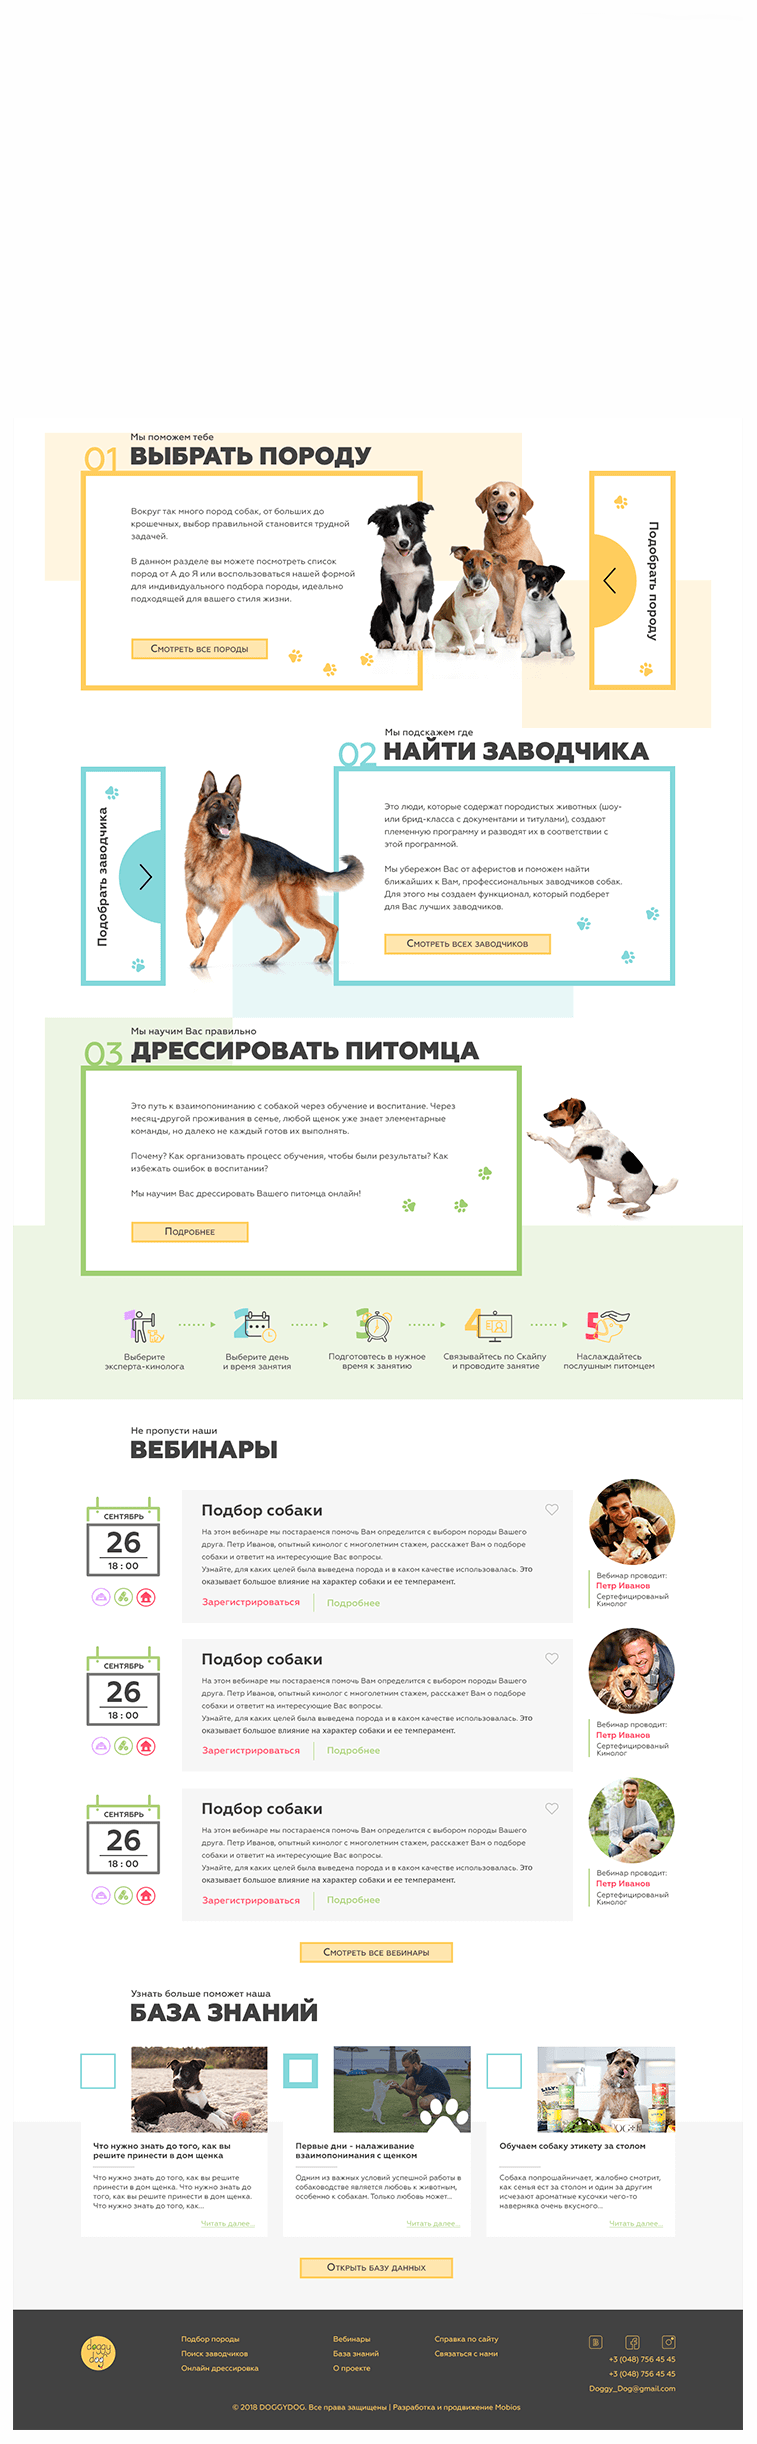 Мы поможем тебе
01 ВЫБРАТЬ ПОРОДУ
Вокруг так много пород собак, от больших до
крошечных, выбор правильной становится трудной
задачей.
В данном разделе вы можете посмотреть список
пород от А до Я или воспользоваться нашей формой
для индивидуального подбора породы, идеально
подходящей для вашего стиля жизни.
Смотреть все породы
Подобрать породу
Мы подскажем где
02 НАЙТИ ЗАВОДЧИКА
Подобрать заводчика
Это люди, которые содержат породистых животных (шоу-
или брид-класса с документами и титулами), создают
племенную программу и разводят их в соответствии с
этой программой.
Мы убережом Вас от аферистов и поможем найти
ближайших к Вам, профессиональных заводчиков собак.
Для этого мы создаем функционал, который подберет
для Вас лучших заводчиков.
Смотреть всех заводчиков
Мы научим Вас правильно
03 ДРЕССИРОВАТЬ ПИТОМЦА
Это путь к взаимопониманию с собакой через обучение и воспитание. Через
месяц-другой проживания в семье, любой щенок уже знает элементарные
команды, но далеко не каждый готов их выполнять.
Почему? Как организовать процесс обучения, чтобы были результаты? Как
избежать ошибок в воспитании?
Мы научим Вас дрессировать Вашего питомца онлайн!
Подробнее
1
Выберите
эксперта-кинолога
2
Выберите день
и время занятия
3
Подготовтесь в нужное
время к занятию
4
Связывайтесь по Скайпу
и проводите занятие
5
Наслаждайтесь
послушным питомцем
Не пропусти наши
ВЕБИНАРЫ
СЕНТЯБРЬ
26
18 : 00
Подбор собаки
На этом вебинаре мы постараемся помочь Вам определится с выбором породы Вашего
друга. Петр Иванов, опытный кинолог с многолетним стажем, расскажет Вам о подборе
собаки и ответит на интересующие Вас вопросы.
Узнайте, для каких целей была выведена порода и в каком качестве использовалась. Это
оказывает большое влияние на характер собаки и ее темперамент.
Зарегистрироваться
Подробнее
Вебинар проводит:
Петр Иванов
Сертефицированый
Кинолог
СЕНТЯБРЬ
26
18 : 00
Подбор собаки
На этом вебинаре мы постараемся помочь Вам определится с выбором породы Вашего
друга. Петр Иванов, опытный кинолог с многолетним стажем, расскажет Вам о подборе
собаки и ответит на интересующие Вас вопросы.
Узнайте, для каких целей была выведена порода и в каком качестве использовалась. Это
оказывает большое влияние на характер собаки и ее темперамент.
Зарегистрироваться
Подробнее
Вебинар проводит:
Петр Иванов
Сертефицированый
Кинолог
СЕНТЯБРЬ
26
18 : 00
Подбор собаки
На этом вебинаре мы постараемся помочь Вам определится с выбором породы Вашего
друга. Петр Иванов, опытный кинолог с многолетним стажем, расскажет Вам о подборе
собаки и ответит на интересующие Вас вопросы.
Узнайте, для каких целей была выведена порода и в каком качестве использовалась. Это
оказывает большое влияние на характер собаки и ее темперамент.
Зарегистрироваться
Подробнее
Вебинар проводит:
Петр Иванов
Сертефицированый
Кинолог
Смотреть все вебинары
Узнать больше поможет наша
БАЗА ЗНАНИЙ
Что нужно знать до того, как вы
решите принести в дом щенка
Что нужно знать до того, как вы решите
принести в дом щенка. Что нужно знать до
того, как вы решите принести в дом щенка.
Что нужно знать до того, как...
Читать далее...
Первые дни - налаживание
взаимопонимания с щенком
Одним из важных условий успешной работы в
собаководстве является любовь к животным,
особенно к собакам. Только любовь может...
Читать далее...
Обучаем собаку этикету за столом
Собака попрошайничает, жалобно смотрит,
как семья ест за столом и один за другим
исчезают ароматные кусочки чего-то
наверняка очень вкусного...
Читать далее...
Открыть базу данных
doggy
dog
Подбор породы
Поиск заводчиков
Онлайн дрессировка
Вебинары
База знаний
О проекте
Справка по сайту
Связаться с нами
+3 (048) 756 45 45
+3 (048) 756 45 45
Doggy_Dog@gmail.com
© 2018 DOGGYDOG. Все права защищены | Разработка и продвижение Mobios